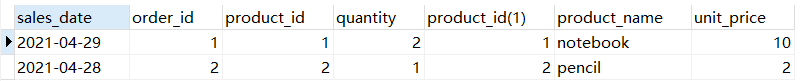 sales_date order_id product_id quantity product_id(1) product_name unit_price
2021-04-29 1 1 2 1 notebook 10
2021-04-28 2 2 1 2 pencil 2